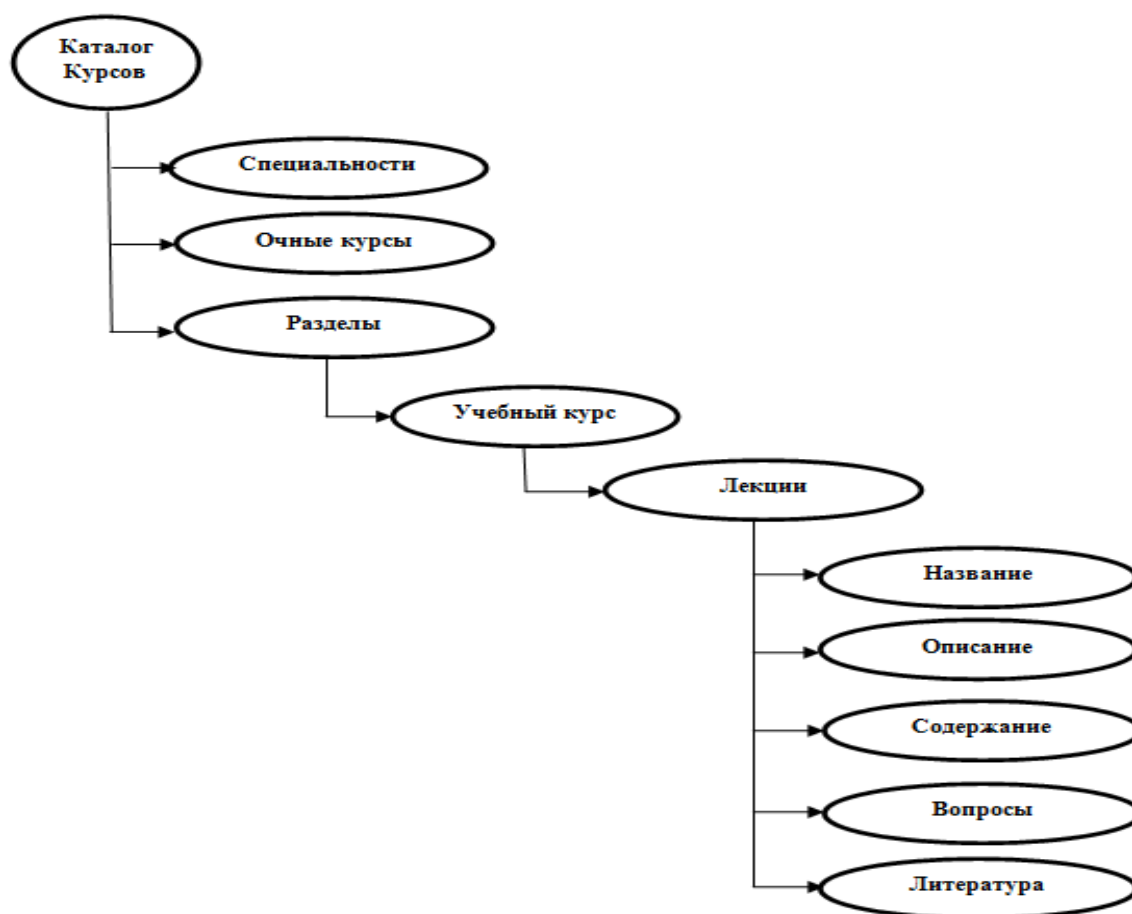 Каталог
Курсов
Специальности
Очные курсы
Разделы
Учебный курс
Лекции
Название
Описание
Содержание
Вопросы
Литература